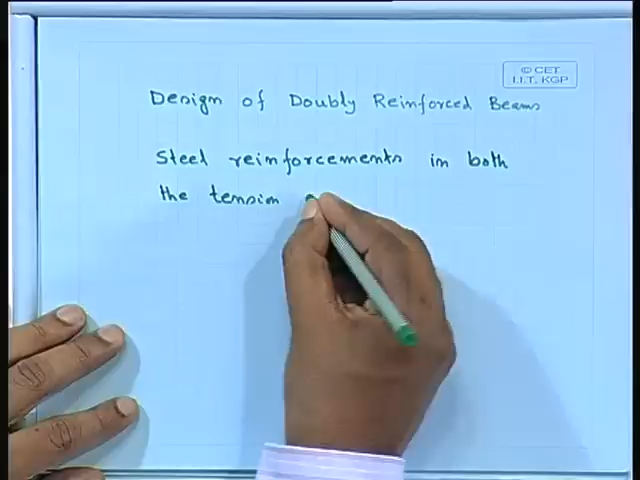 © CET
I.I.T. KGP
Design of Doubly Reinforced Beams
Steel reinforcements in both
the tension